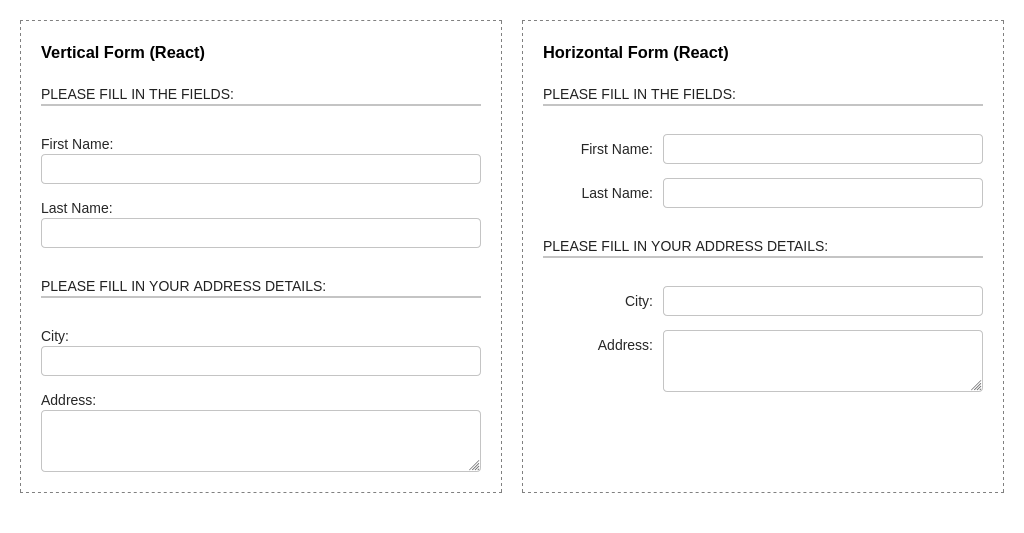 Vertical Form (React)
PLEASE FILL IN THE FIELDS:
First Name:
Last Name:
PLEASE FILL IN YOUR ADDRESS DETAILS:
City:
Address:
Horizontal Form (React)
PLEASE FILL IN THE FIELDS:
First Name:
Last Name:
PLEASE FILL IN YOUR ADDRESS DETAILS:
City:
Address: